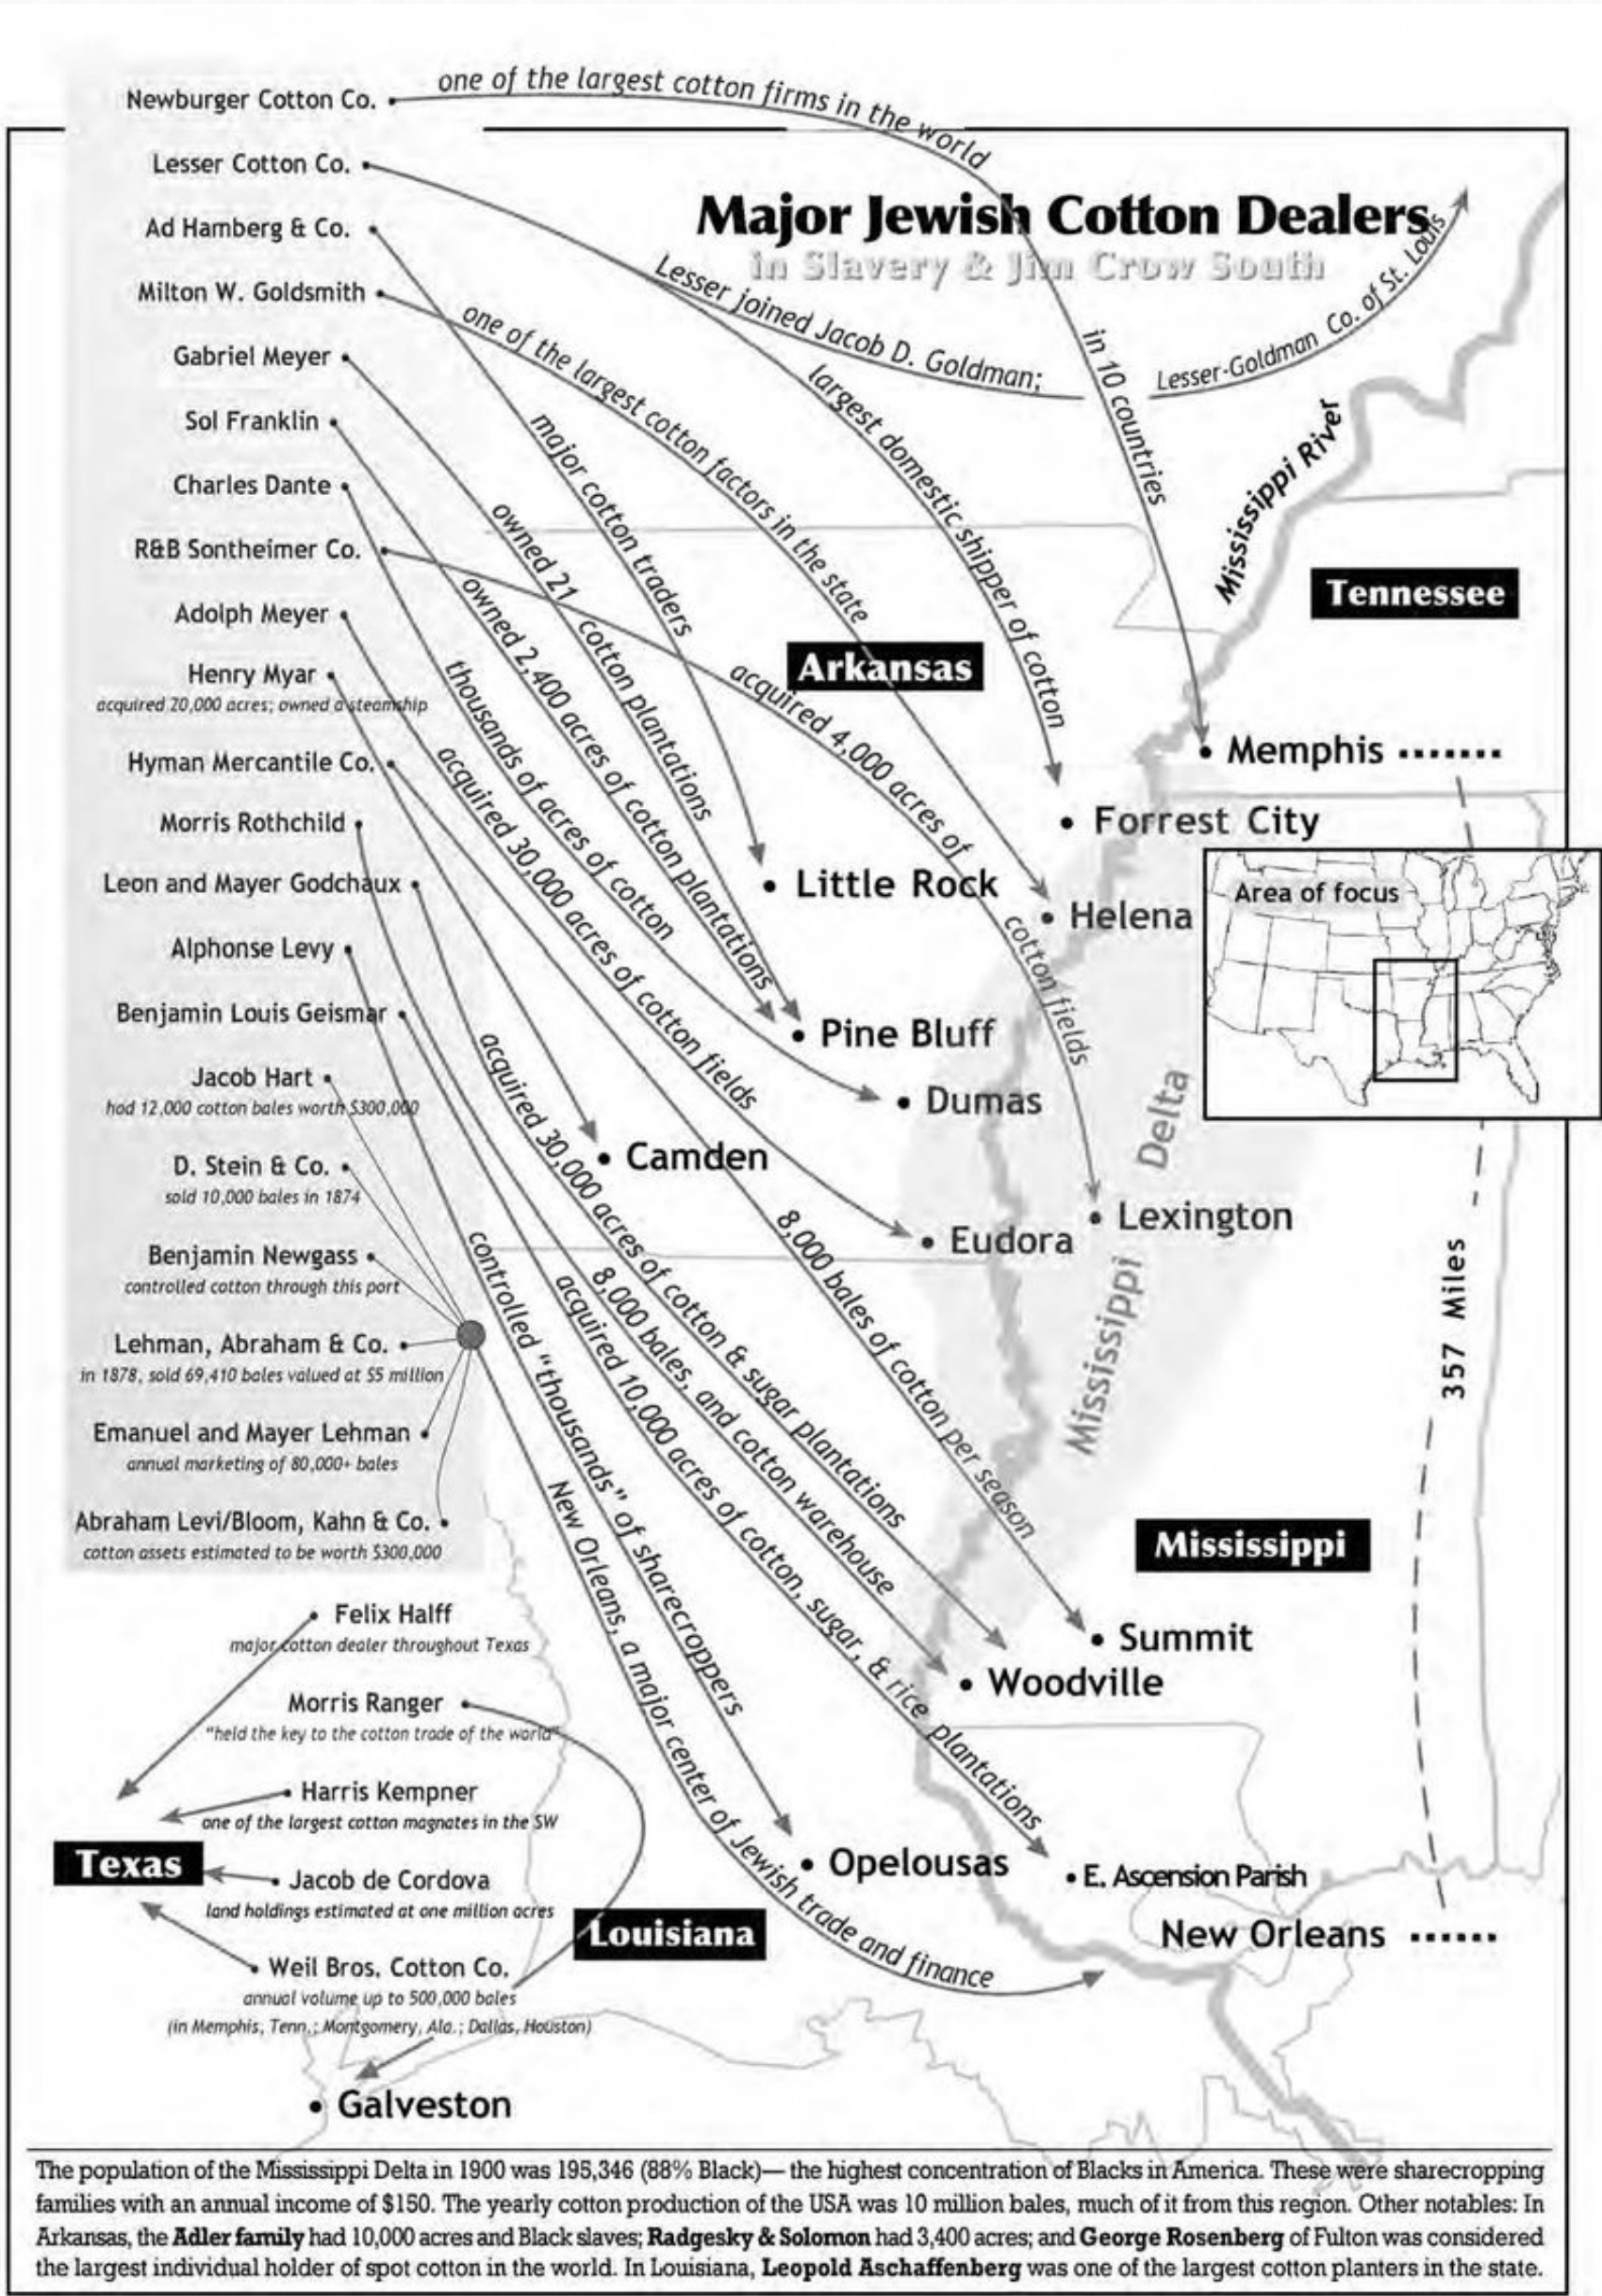 Newburger Cotton Co.
one of the largest cotton firms in the world
in 10 countries
Lesser Cotton Co.
Major Jewish Cotton Dealers
in Slavery & Jim Crow South
Ad Hamberg & Co.
Lesser joined Jacob D. Goldman;
Lesser-Goldman Co. of St. Louis
Milton W. Goldsmith
one of the largest cotton factors in the state
largest domestic shipper of cotton
Gabriel Meyer
Sol Franklin
major cotton traders
Mississippi River
Charles Dante
owned 21 cotton plantations
R&B Sontheimer Co.
owned 2,400 acres of cotton plantations
Tennessee
Adolph Meyer
Arkansas
Henry Myar
acquired 20,000 acres; owned a steamship
thousands of acres of cotton
acquired 4,000 acres of cotton fields
Hyman Mercantile Co.
acquired 30,000 acres of cotton fields
Memphis
Morris Rothchild
Forrest City
Leon and Mayer Godchaux
Little Rock
Area of focus
Helena
Alphonse Levy
Benjamin Louis Geismar
Pine Bluff
Jacob Hart
had 12,000 cotton bales worth $300,000
acquired 30,000 acres of cotton & sugar plantations
Dumas
D. Stein & Co.
sold 10,000 bales in 1874
Camden
Mississippi Delta
Lexington
Benjamin Newgass
controlled cotton through this port
Eudora
8,000 bales of cotton per season
357 Miles
Lehman, Abraham & Co.
in 1878, sold 69,410 bales valued at $5 million
controlled "thousands" of sharecroppers
8,000 bales, and cotton warehouse
acquired 10,000 acres of cotton, sugar, & rice plantations
Emanuel and Mayer Lehman
annual marketing of 80,000+ bales
Abraham Levi/Bloom, Kahn & Co.
cotton assets estimated to be worth $300,000
New Orleans, a major center of Jewish trade and finance
Mississippi
Felix Halff
major cotton dealer throughout Texas
Summit
Woodville
Morris Ranger
"held the key to the cotton trade of the world"
Harris Kempner
one of the largest cotton magnates in the SW
Texas
Jacob de Cordova
land holdings estimated at one million acres
Opelousas
E. Ascension Parish
Louisiana
New Orleans
Weil Bros. Cotton Co.
annual volume up to 500,000 bales
(in Memphis, Tenn.; Montgomery, Ala.; Dallas, Houston)
Galveston
The population of the Mississippi Delta in 1900 was 195,346 (88% Black)— the highest concentration of Blacks in America. These were sharecropping
families with an annual income of $150. The yearly cotton production of the USA was 10 million bales, much of it from this region. Other notables: In
Arkansas, the Adler family had 10,000 acres and Black slaves; Radgesky & Solomon had 3,400 acres; and George Rosenberg of Fulton was considered
the largest individual holder of spot cotton in the world. In Louisiana, Leopold Aschaffenberg was one of the largest cotton planters in the state.